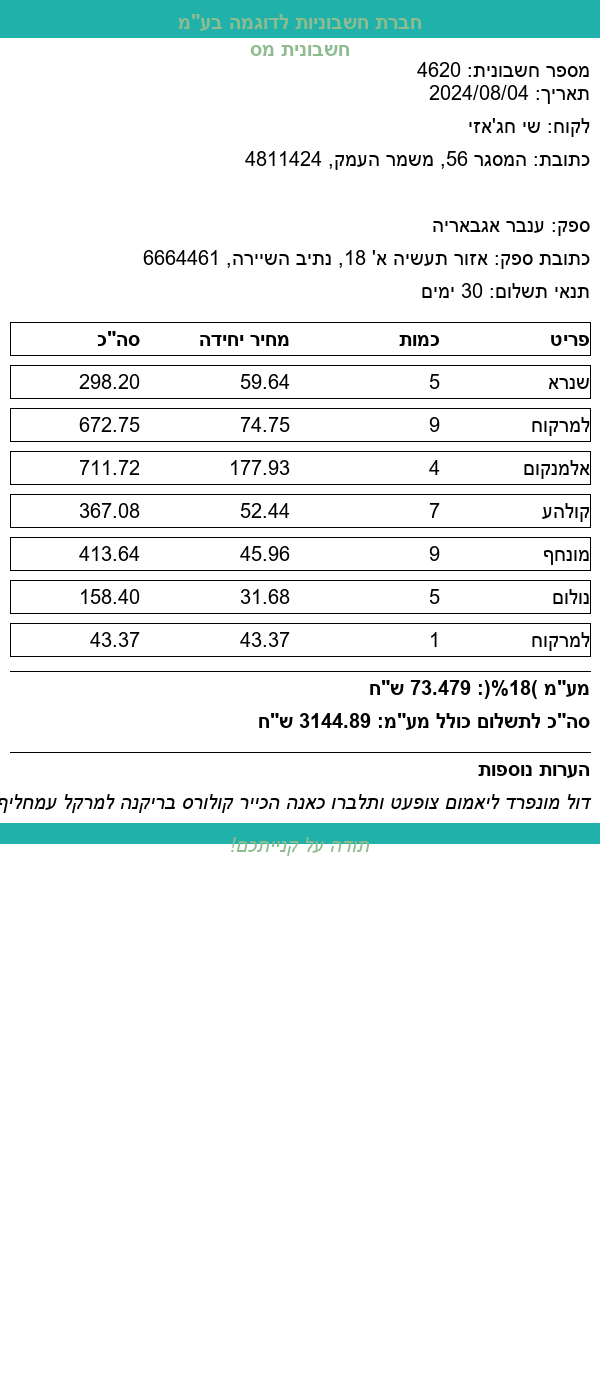 חברת חשבוניות לדוגמה בע"מ
חשבונית מס
מספר חשבונית: 4620
תאריך: 2024/08/04
לקוח: שי חג'אזי
כתובת: המסגר 56, משמר העמק, 4811424
ספק: ענבר אגבאריה
כתובת ספק: אזור תעשיה א' 18, נתיב השיירה, 6664461
תנאי תשלום: 30 ימים
פריט כמות מחיר יחידה סה"כ
שנרא 5 59.64 298.20
למרקוח 9 74.75 672.75
אלמנקום 4 177.93 711.72
קולהע 7 52.44 367.08
מונחף 9 45.96 413.64
נולום 5 31.68 158.40
למרקוח 1 43.37 43.37
מע"מ )18%(: 73.479 ש"ח
סה"כ לתשלום כולל מע"מ: 3144.89 ש"ח
הערות נוספות
דול מונפרד ליאמום צופעט ותלברו כאנה הכייר קולורס בריקנה למרקל עמחליף
תודה על קנייתכם!